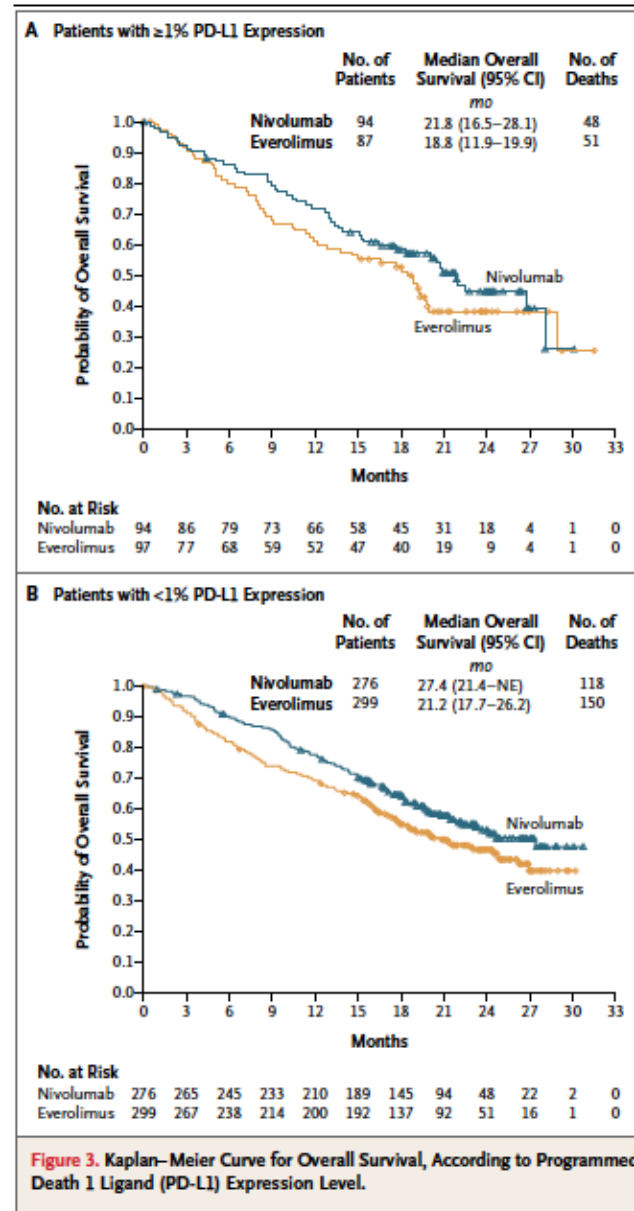 A Patients with ≥1% PD-L1 Expression
No. of Patients
Median Overall Survival (95% CI)
No. of Deaths
mo
Nivolumab 94 21.8 (16.5–28.1) 48
Everolimus 87 18.8 (11.9–19.9) 51
Probability of Overall Survival
1.0
0.9
0.8
0.7
0.6
0.5
0.4
0.3
0.2
0.1
0.0
Nivolumab
Everolimus
0 3 6 9 12 15 18 21 24 27 30 33
Months
No. at Risk
Nivolumab 94 86 79 73 66 58 45 31 18 4 1 0
Everolimus 97 77 68 59 52 47 40 19 9 4 1 0
B Patients with <1% PD-L1 Expression
No. of Patients
Median Overall Survival (95% CI)
No. of Deaths
mo
Nivolumab 276 27.4 (21.4–NE) 118
Everolimus 299 21.2 (17.7–26.2) 150
Probability of Overall Survival
1.0
0.9
0.8
0.7
0.6
0.5
0.4
0.3
0.2
0.1
0.0
Nivolumab
Everolimus
0 3 6 9 12 15 18 21 24 27 30 33
Months
No. at Risk
Nivolumab 276 265 245 233 210 189 145 94 48 22 2 0
Everolimus 299 267 238 214 200 192 137 92 51 16 1 0
Figure 3. Kaplan–Meier Curve for Overall Survival, According to Programmed
Death 1 Ligand (PD-L1) Expression Level.